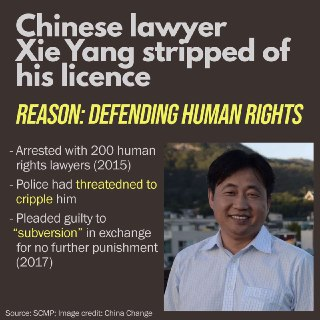 Chinese lawyer
Xie Yang stripped of
his licence
REASON: DEFENDING HUMAN RIGHTS
- Arrested with 200 human
rights lawyers (2015)
- Police had threatedned to
cripple him
- Pleaded guilty to
"subversion" in exchange
for no further punishment
(2017)
Source: SCMP; Image credit: China Change